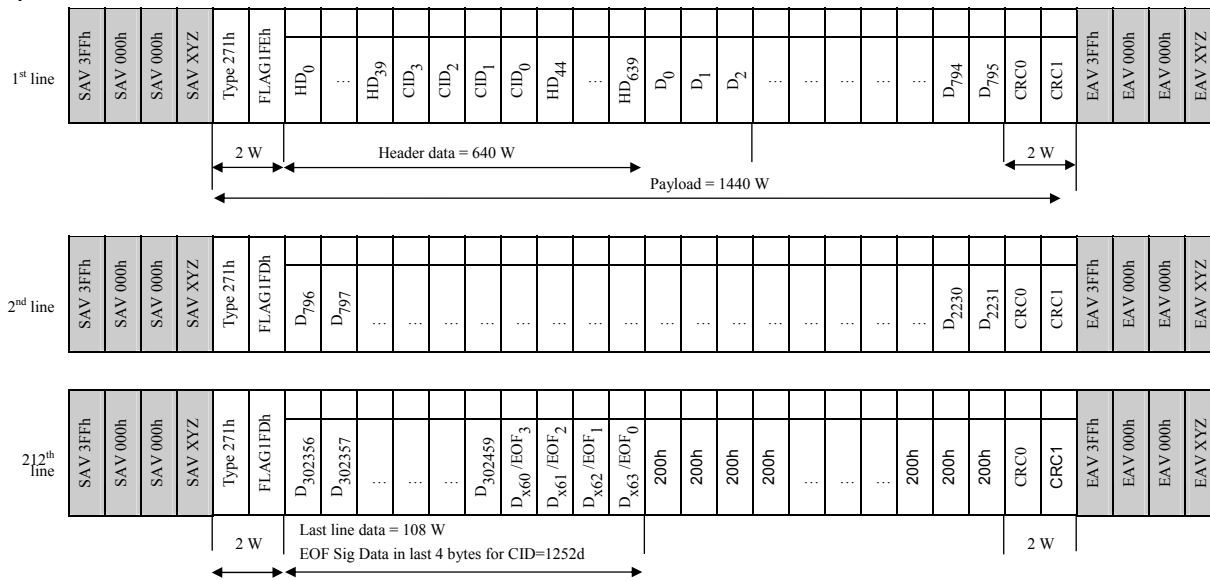 1st line
SAV 3FFh SAV 000h SAV 000h SAV XYZ Type 271h FLAG1FEh HD0 ... HD39 CID3 CID2 CID1 CID0 HD44 ... HD639 D0 D1 D2 ... ... ... ... ... D794 D795 CRC0 CRC1 EAV 3FFh EAV 000h EAV 000h EAV XYZ
2 W
Header data = 640 W
2 W
Payload = 1440 W
2nd line
SAV 3FFh SAV 000h SAV 000h SAV XYZ Type 271h FLAG1FDh D796 D797 ... ... ... ... ... ... ... ... ... ... ... ... ... ... ... ... D2230 D2231 CRC0 CRC1 EAV 3FFh EAV 000h EAV 000h EAV XYZ
212th line
SAV 3FFh SAV 000h SAV 000h SAV XYZ Type 271h FLAG1FDh D302356 D302357 ... ... ... D302459 Dx60 /EOF3 Dx61 /EOF2 Dx62 /EOF1 Dx63 /EOF0 200h 200h 200h 200h ... ... ... 200h 200h 200h CRC0 CRC1 EAV 3FFh EAV 000h EAV 000h EAV XYZ
2 W
Last line data = 108 W
2 W
EOF Sig Data in last 4 bytes for CID=1252d